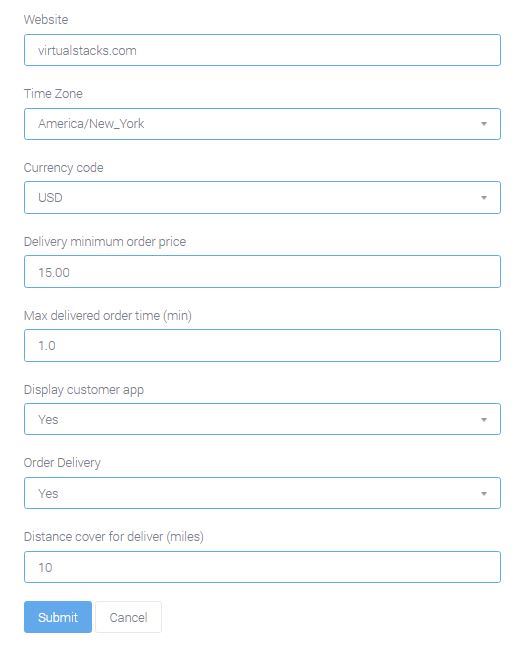 Website
virtualstacks.com
Time Zone
America/New_York
Currency code
USD
Delivery minimum order price
15.00
Max delivered order time (min)
1.0
Display customer app
Yes
Order Delivery
Yes
Distance cover for deliver (miles)
10
Submit Cancel